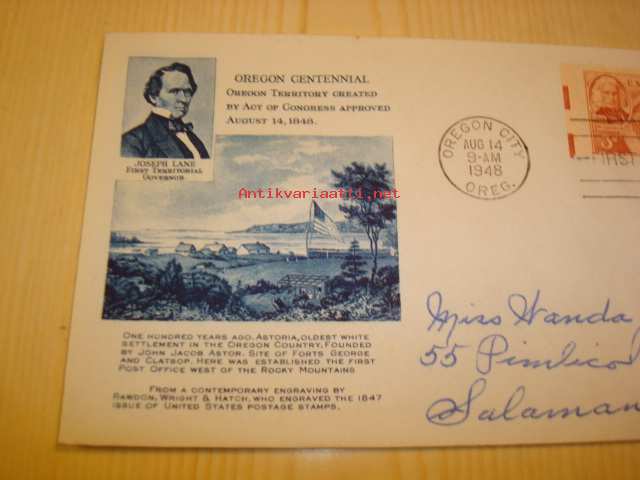 OREGON CENTENNIAL
OREGON TERRITORY CREATED
BY ACT OF CONGRESS APPROVED
AUGUST 14, 1848.
JOSEPH LANE
FIRST TERRITORIAL
GOVERNOR
OREGON CITY
AUG 14
9-AM
1948
OREG.
FIRST
3
Antikvariaatti.net
ONE HUNDRED YEARS AGO. ASTORIA, OLDEST WHITE
SETTLEMENT IN THE OREGON COUNTRY. FOUNDED
BY JOHN JACOB ASTOR. SITE OF FORTS GEORGE
AND CLATSOP. HERE WAS ESTABLISHED THE FIRST
POST OFFICE WEST OF THE ROCKY MOUNTAINS
FROM A CONTEMPORARY ENGRAVING BY
RAWDON, WRIGHT & HATCH, WHO ENGRAVED THE 1847
ISSUE OF UNITED STATES POSTAGE STAMPS.
Miss Wanda
55 Pimlico
Salaman